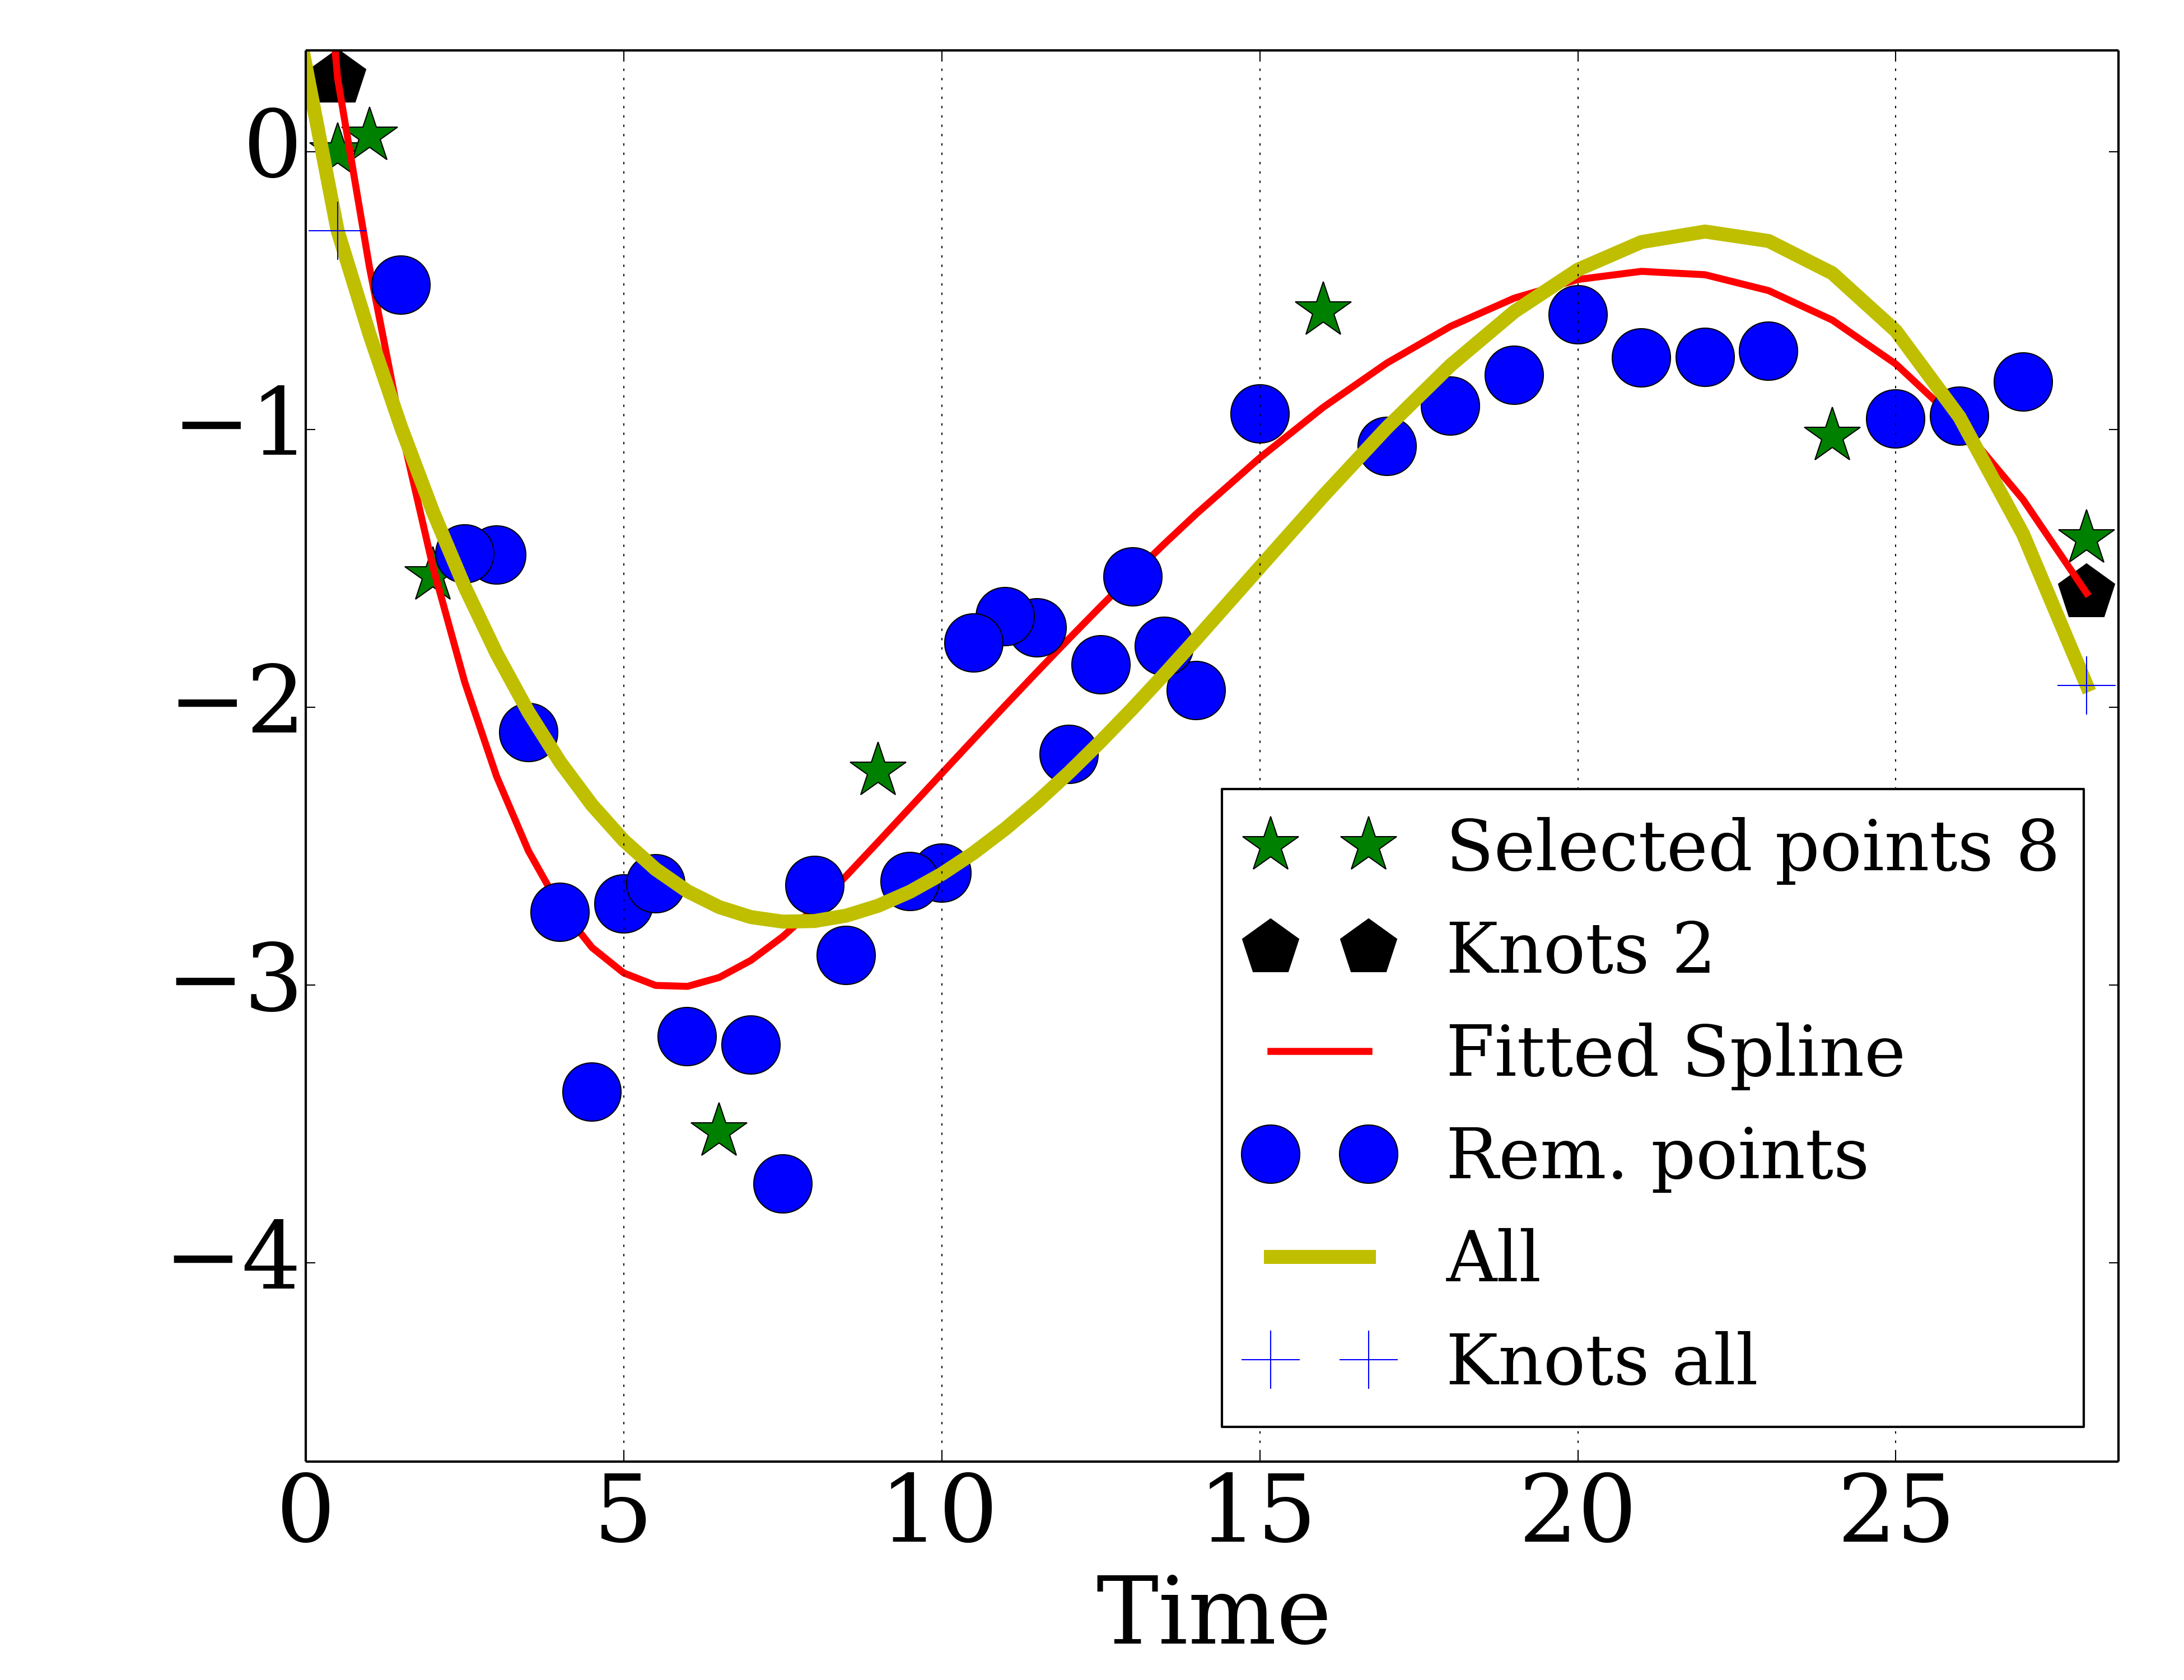 0
−1
−2
−3
−4
Selected points 8
Knots 2
Fitted Spline
Rem. points
All
Knots all
0 5 10 15 20 25
Time